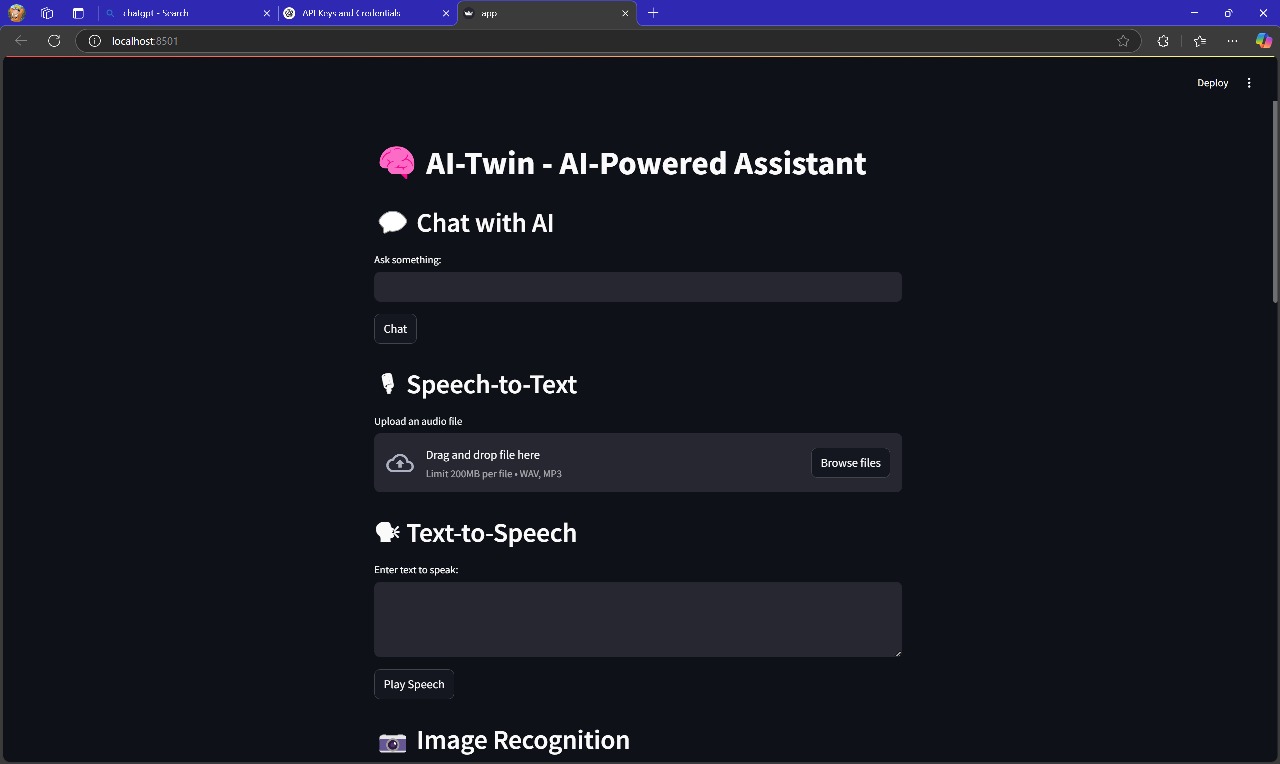 chatgpt - Search
API Keys and Credentials
app
localhost:8501
Deploy
AI-Twin - AI-Powered Assistant
Chat with AI
Ask something:
Chat
Speech-to-Text
Upload an audio file
Drag and drop file here
Limit 200MB per file • WAV, MP3
Browse files
Text-to-Speech
Enter text to speak:
Play Speech
Image Recognition